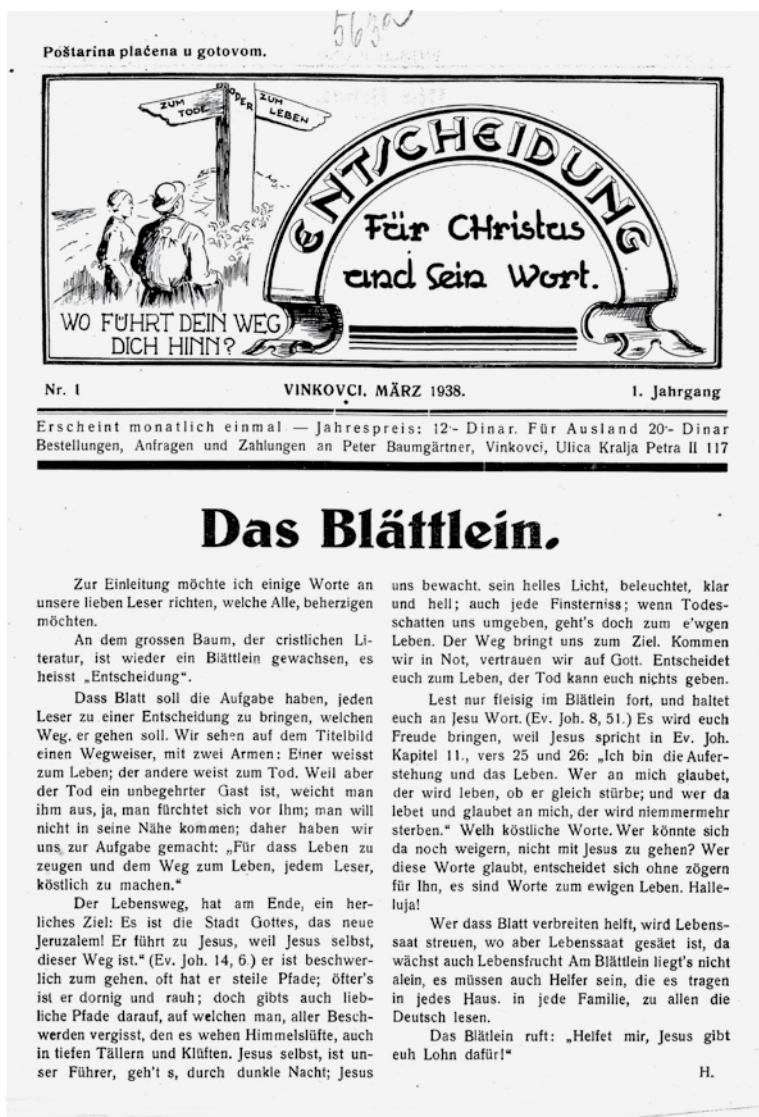 563a
Poštarina plaćena u gotovom.
ZUM TODE
ODER
ZUM LEBEN
ENTSCHEIDUNG
Für CHristus
und Sein Wort.
WO FÜHRT DEIN WEG
DICH HINN?
Nr. 1 VINKOVCI, MÄRZ 1938. 1. Jahrgang
Erscheint monatlich einmal — Jahrespreis: 12·- Dinar. Für Ausland 20·- Dinar
Bestellungen, Anfragen und Zahlungen an Peter Baumgärtner, Vinkovci, Ulica Kralja Petra II 117
Das Blättlein.
Zur Einleitung möchte ich einige Worte an
unsere lieben Leser richten, welche Alle, beherzigen
möchten.
An dem grossen Baum, der cristlichen Li-
teratur, ist wieder ein Blättlein gewachsen, es
heisst „Entscheidung“.
Dass Blatt soll die Aufgabe haben, jeden
Leser zu einer Entscheidung zu bringen, welchen
Weg. er gehen soll. Wir sehen auf dem Titelbild
einen Wegweiser, mit zwei Armen: Einer weisst
zum Leben; der andere weist zum Tod. Weil aber
der Tod ein unbegehrter Gast ist, weicht man
ihm aus, ja, man fürchtet sich vor Ihm; man will
nicht in seine Nähe kommen; daher haben wir
uns zur Aufgabe gemacht: „Für dass Leben zu
zeugen und dem Weg zum Leben, jedem Leser,
köstlich zu machen.“
Der Lebensweg, hat am Ende, ein her-
liches Ziel: Es ist die Stadt Gottes, das neue
Jeruzalem! Er führt zu Jesus, weil Jesus selbst,
dieser Weg ist.“ (Ev. Joh. 14, 6.) er ist beschwer-
lich zum gehen, oft hat er steile Pfade; öfter's
ist er dornig und rauh; doch gibts auch lieb-
liche Pfade darauf, auf welchen man, aller Besch-
werden vergisst, den es wehen Himmelslüfte, auch
in tiefen Tällern und Klüften. Jesus selbst, ist un-
ser Führer, geh't s, durch dunkle Nacht; Jesus
uns bewacht. sein helles Licht, beleuchtet, klar
und hell; auch jede Finsterniss; wenn Todes-
schatten uns umgeben, geht's doch zum e'wgen
Leben. Der Weg bringt uns zum Ziel. Kommen
wir in Not, vertrauen wir auf Gott. Entscheidet
euch zum Leben, der Tod kann euch nichts geben.
Lest nur fleisig im Blätlein fort, und haltet
euch an Jesu Wort. (Ev. Joh. 8, 51.) Es wird euch
Freude bringen, weil Jesus spricht in Ev. Joh.
Kapitel 11., vers 25 und 26: „Ich bin die Aufer-
stehung und das Leben. Wer an mich glaubet,
der wird leben, ob er gleich stürbe; und wer da
lebet und glaubet an mich, der wird niemmermehr
sterben.“ Welh köstliche Worte. Wer könnte sich
da noch weigern, nicht mit Jesus zu gehen? Wer
diese Worte glaubt, entscheidet sich ohne zögern
für Ihn, es sind Worte zum ewigen Leben. Halle-
luja!
Wer dass Blatt verbreiten helft, wird Lebens-
saat streuen, wo aber Lebenssaat gesäet ist, da
wächst auch Lebensfrucht Am Blättlein liegt's nicht
alein, es müssen auch Helfer sein, die es tragen
in jedes Haus. in jede Familie, zu allen die
Deutsch lesen.
Das Blätlein ruft: „Helfet mir, Jesus gibt
euh Lohn dafür!“
H.